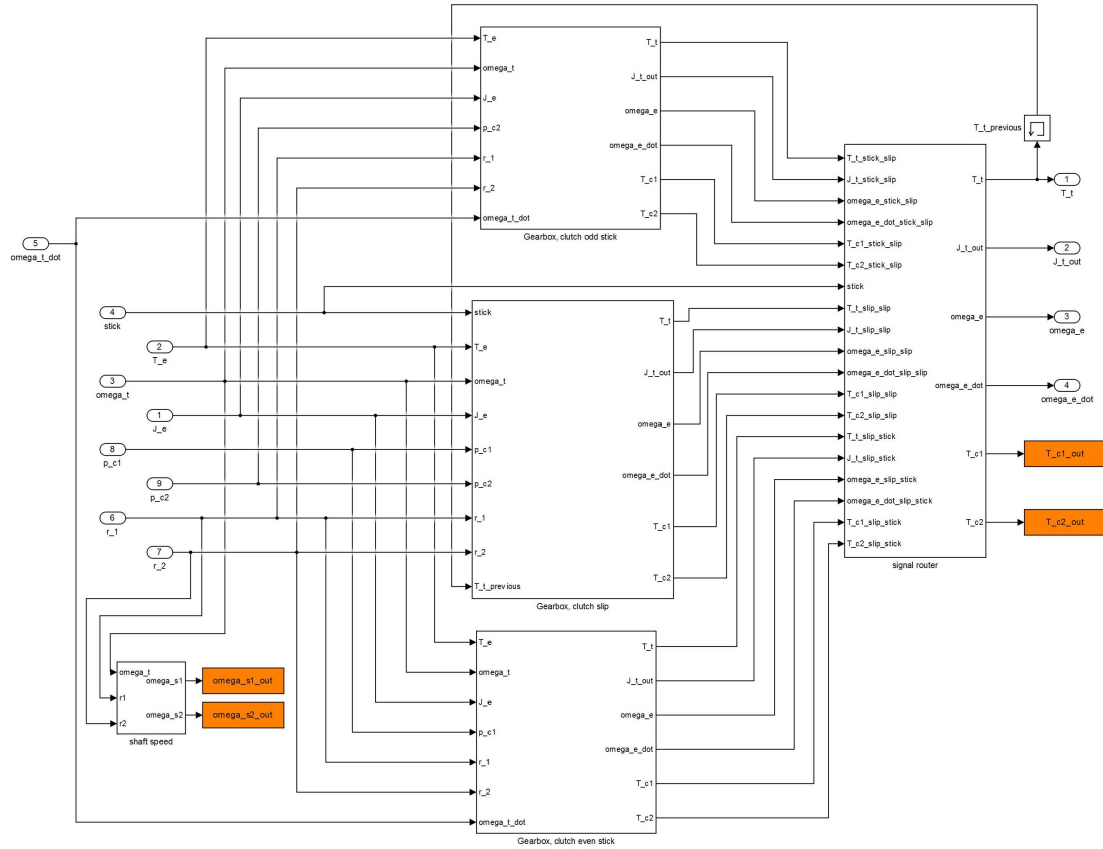 T_e
omega_t
J_e
p_c2
r_1
r_2
omega_t_dot
T_t
J_t_out
omega_e
omega_e_dot
T_c1
T_c2
Gearbox, clutch odd stick
5
omega_t_dot
4
stick
2
T_e
3
omega_t
1
J_e
8
p_c1
9
p_c2
6
r_1
7
r_2
stick
T_e
omega_t
J_e
p_c1
p_c2
r_1
r_2
T_t_previous
T_t
J_t_out
omega_e
omega_e_dot
T_c1
T_c2
Gearbox, clutch slip
omega_t
r1
r2
omega_s1
omega_s2
shaft speed
omega_s1_out
omega_s2_out
T_e
omega_t
J_e
p_c1
r_1
r_2
omega_t_dot
T_t
J_t_out
omega_e
omega_e_dot
T_c1
T_c2
Gearbox, clutch even stick
T_t_previous
T_t_stick_slip
J_t_stick_slip
omega_e_stick_slip
omega_e_dot_stick_slip
T_c1_stick_slip
T_c2_stick_slip
stick
T_t_slip_slip
J_t_slip_slip
omega_e_slip_slip
omega_e_dot_slip_slip
T_c1_slip_slip
T_c2_slip_slip
T_t_slip_stick
J_t_slip_stick
omega_e_slip_stick
omega_e_dot_slip_stick
T_c1_slip_stick
T_c2_slip_stick
T_t
J_t_out
omega_e
omega_e_dot
T_c1
T_c2
signal router
1
T_t
2
J_t_out
3
omega_e
4
omega_e_dot
T_c1_out
T_c2_out